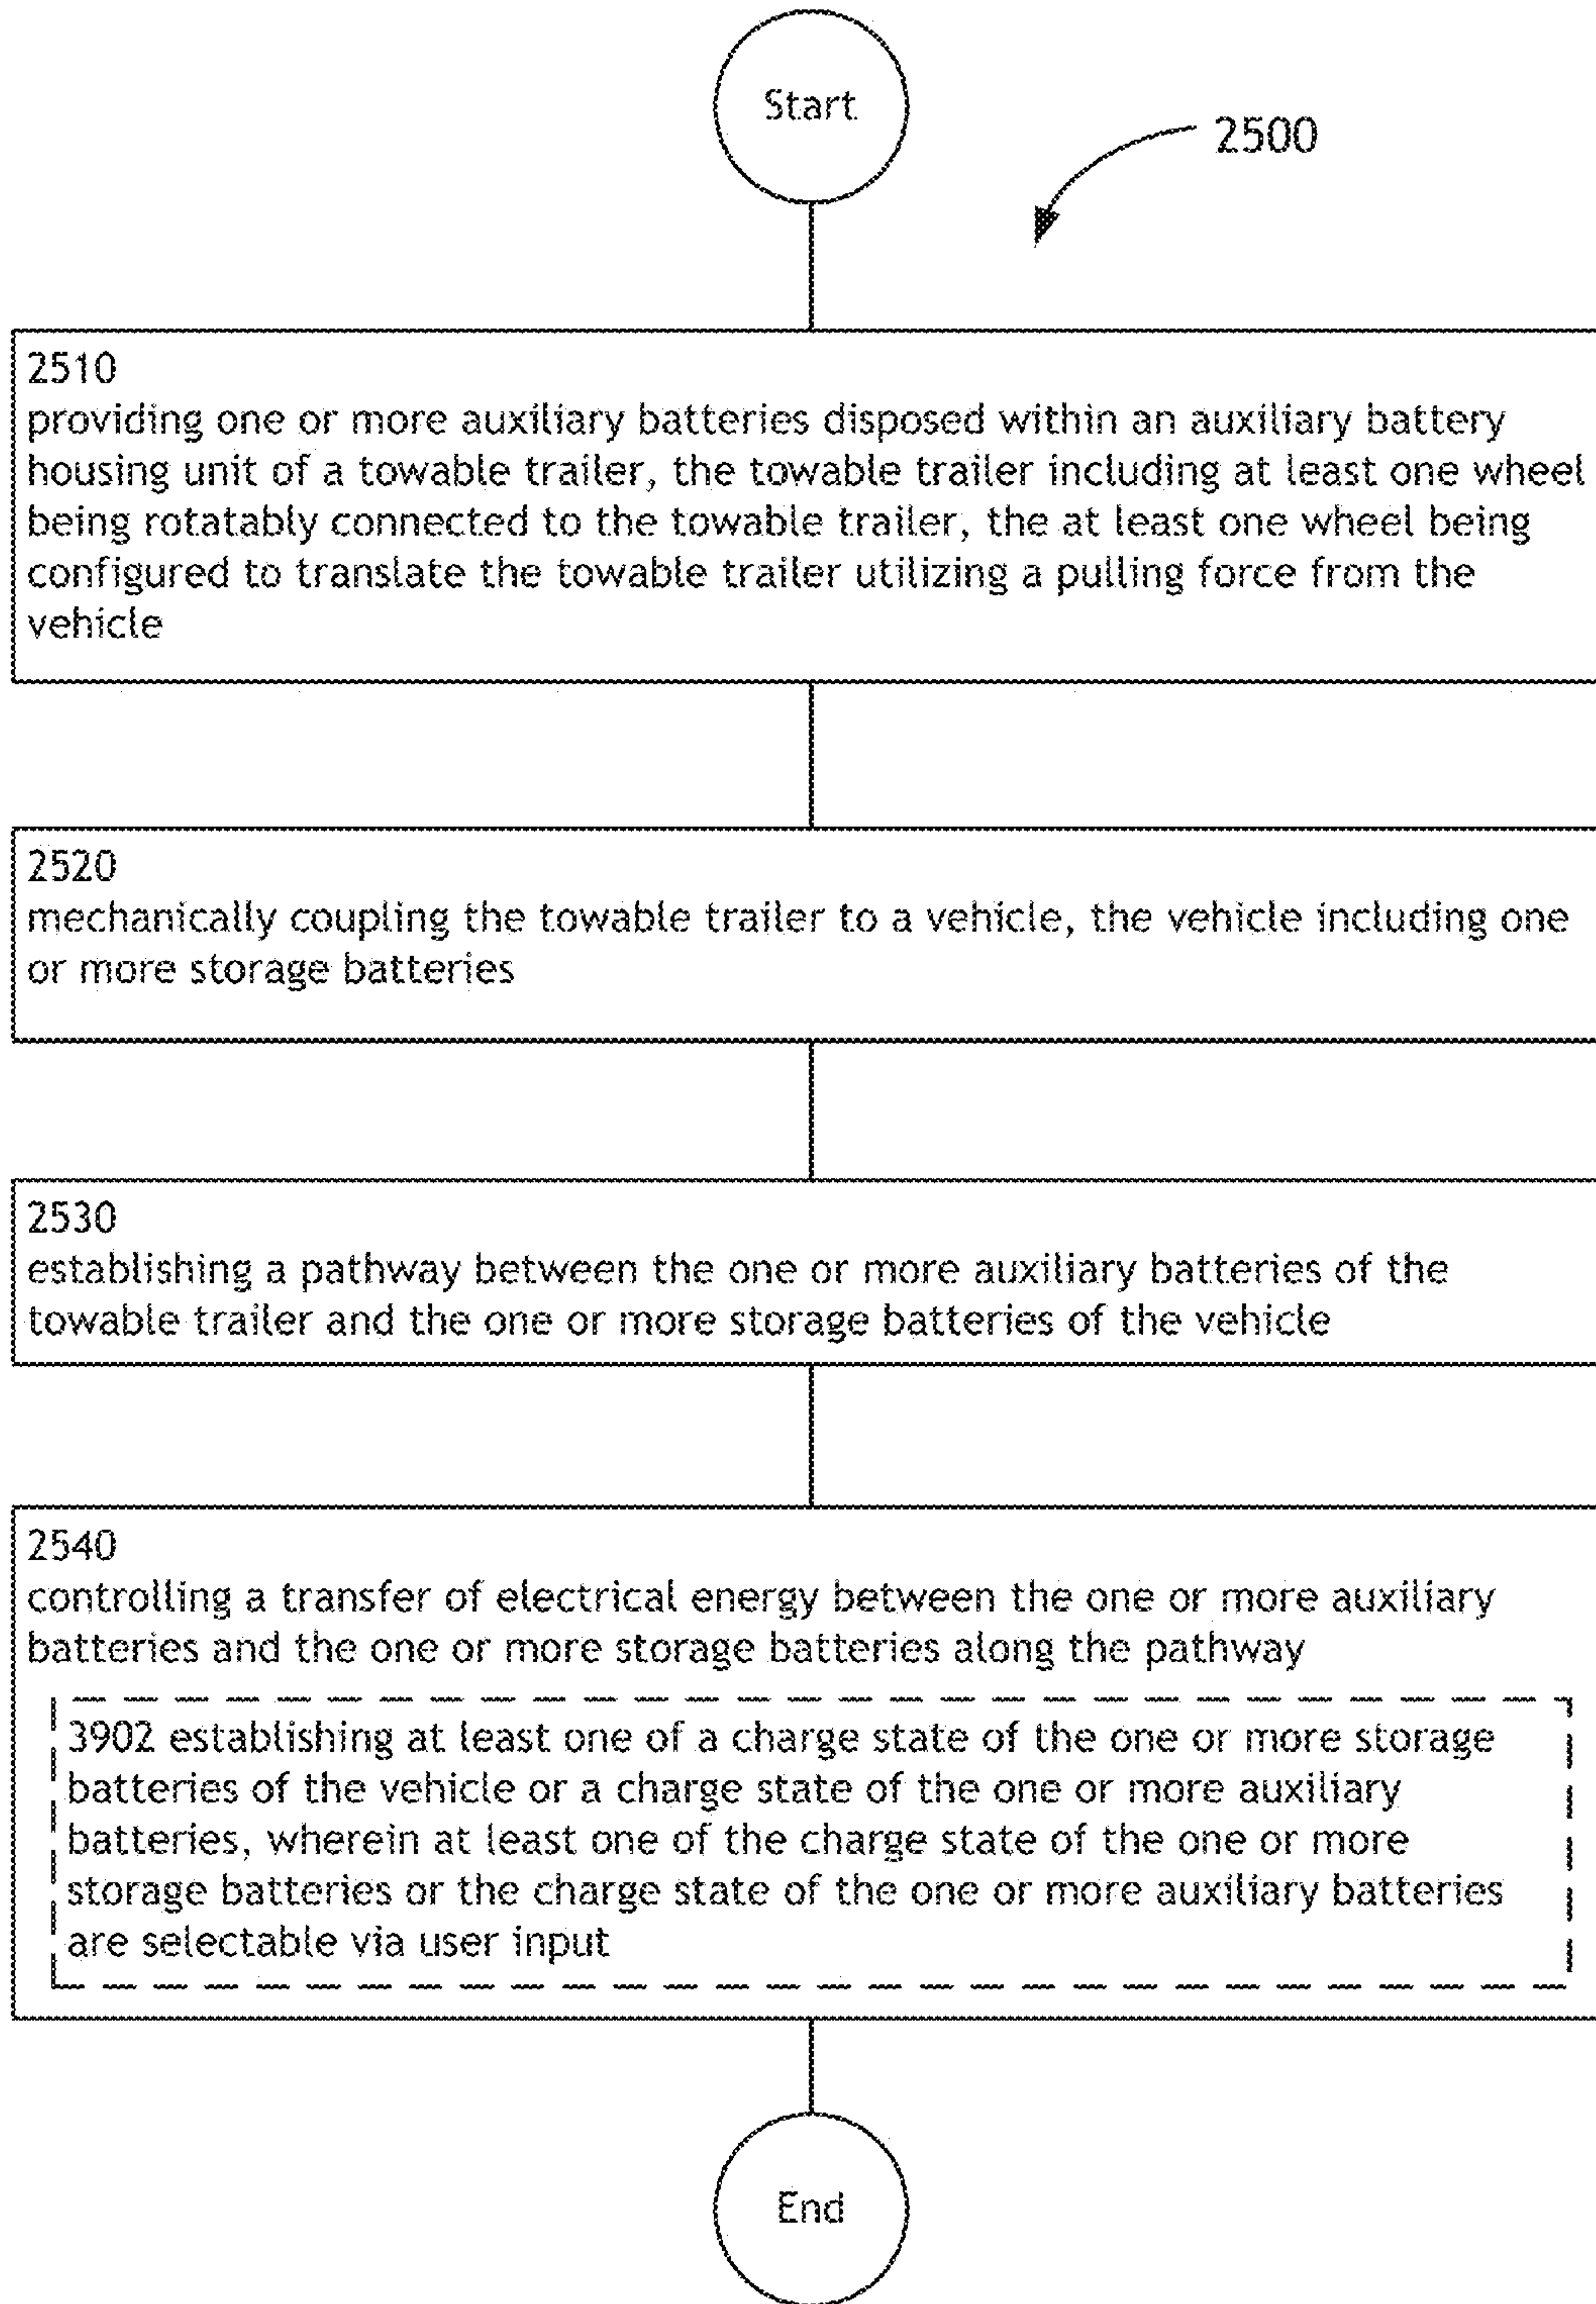 Start
2500
2510
providing one or more auxiliary batteries disposed within an auxiliary battery
housing unit of a towable trailer, the towable trailer including at least one wheel
being rotatably connected to the towable trailer, the at least one wheel being
configured to translate the towable trailer utilizing a pulling force from the
vehicle
2520
mechanically coupling the towable trailer to a vehicle, the vehicle including one
or more storage batteries
2530
establishing a pathway between the one or more auxiliary batteries of the
towable trailer and the one or more storage batteries of the vehicle
2540
controlling a transfer of electrical energy between the one or more auxiliary
batteries and the one or more storage batteries along the pathway
3902 establishing at least one of a charge state of the one or more storage
batteries of the vehicle or a charge state of the one or more auxiliary
batteries, wherein at least one of the charge state of the one or more
storage batteries or the charge state of the one or more auxiliary batteries
are selectable via user input
End